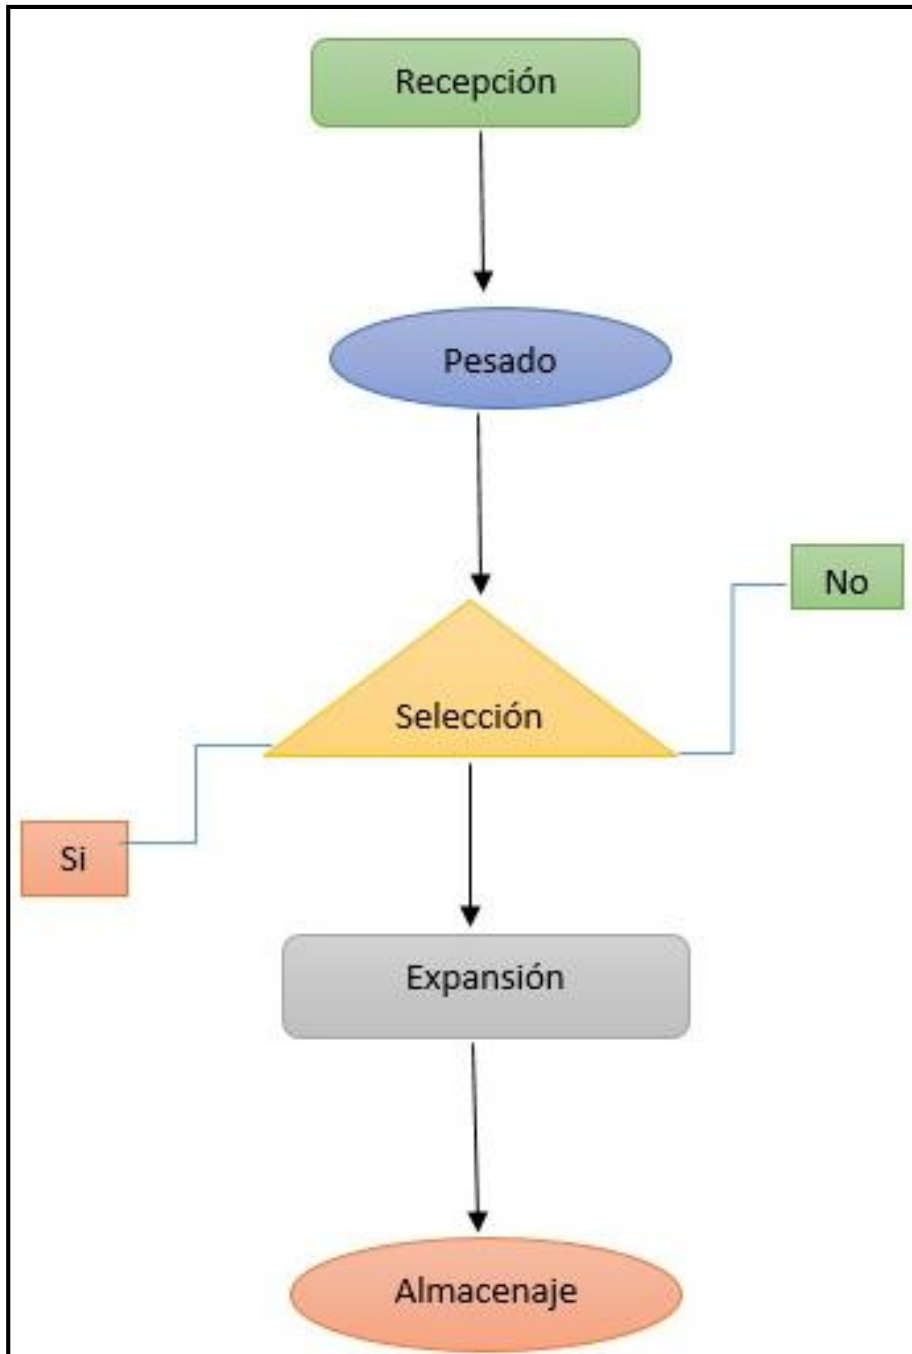 Recepción
Pesado
No
Selección
Si
Expansión
Almacenaje